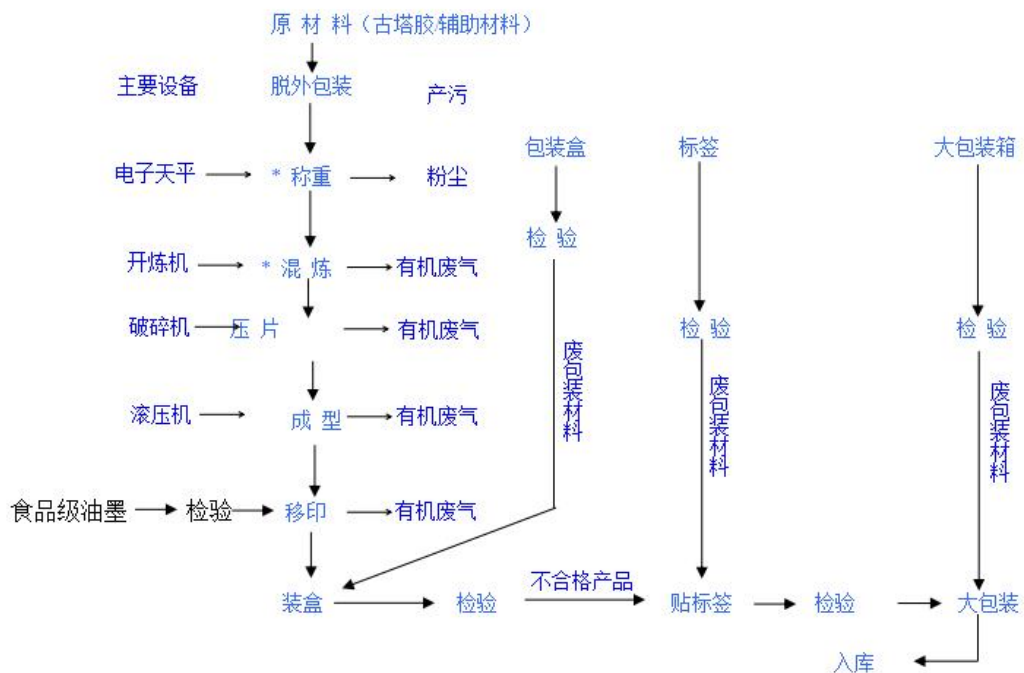 原 材 料（古塔胶/辅助材料）
主要设备
脱外包装
产污
包装盒
标签
大包装箱
电子天平
* 称重
粉尘
检 验
开炼机
* 混 炼
有机废气
破碎机
压 片
有机废气
检 验
检 验
废包装材料
废包装材料
废包装材料
滚压机
成 型
有机废气
食品级油墨
检验
移印
有机废气
不合格产品
装盒
检验
贴标签
检验
大包装
入库